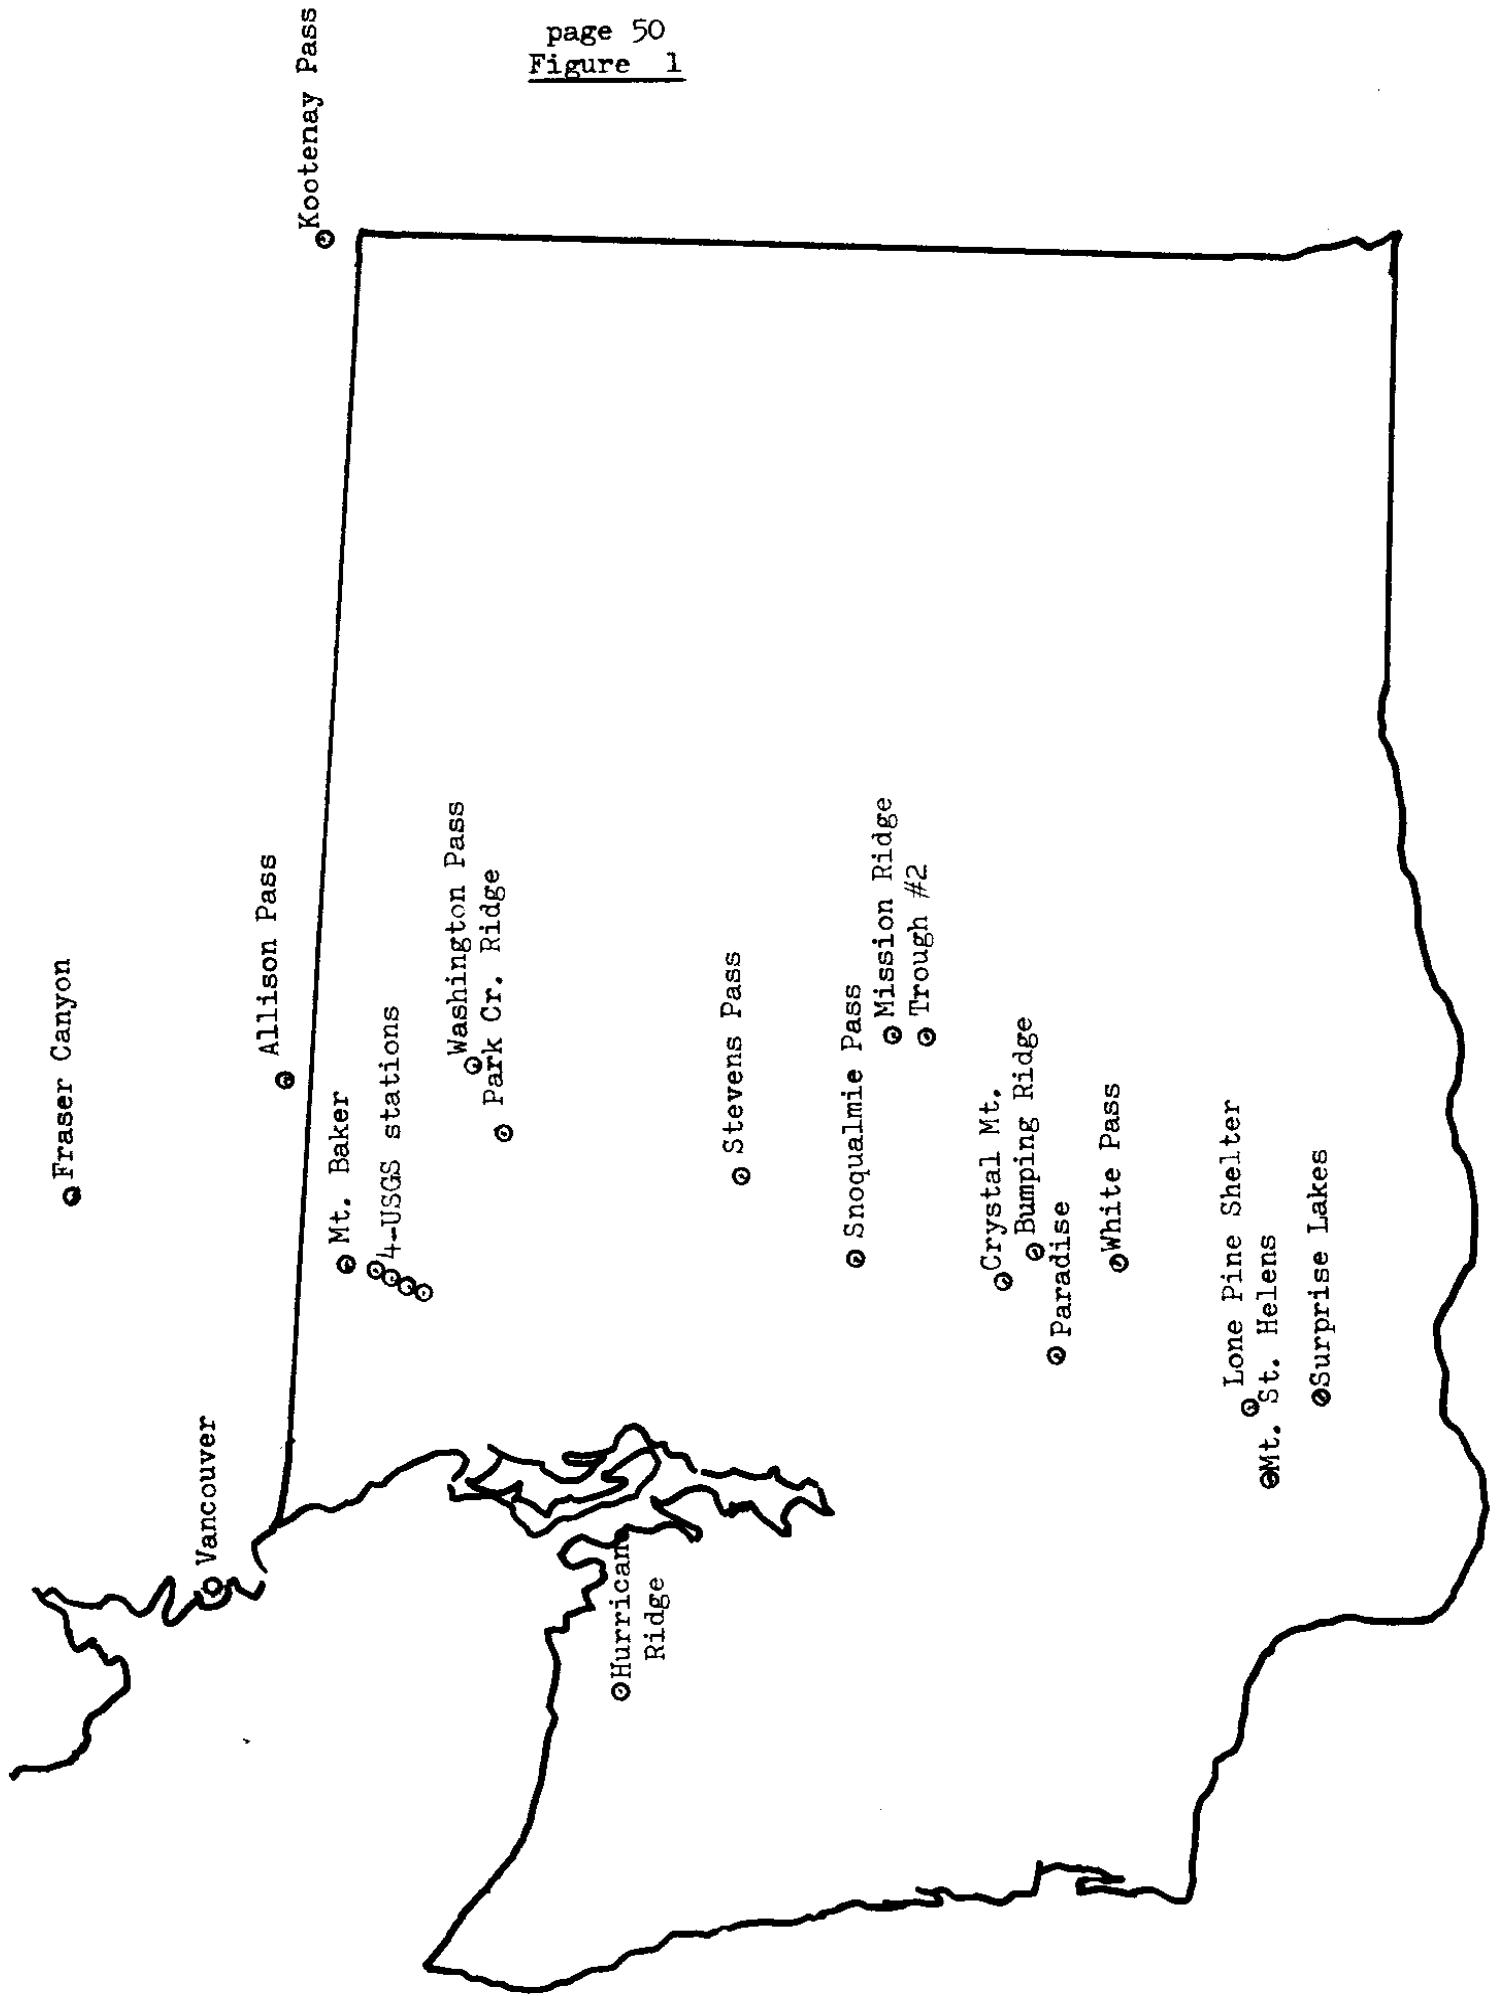 page 50
Figure 1
Kootenay Pass
Fraser Canyon
Allison Pass
Vancouver
Mt. Baker
4-USGS stations
Washington Pass
Park Cr. Ridge
Hurrican
Ridge
Stevens Pass
Snoqualmie Pass
Mission Ridge
Trough #2
Crystal Mt.
Bumping Ridge
Paradise
White Pass
Lone Pine Shelter
Mt. St. Helens
Surprise Lakes